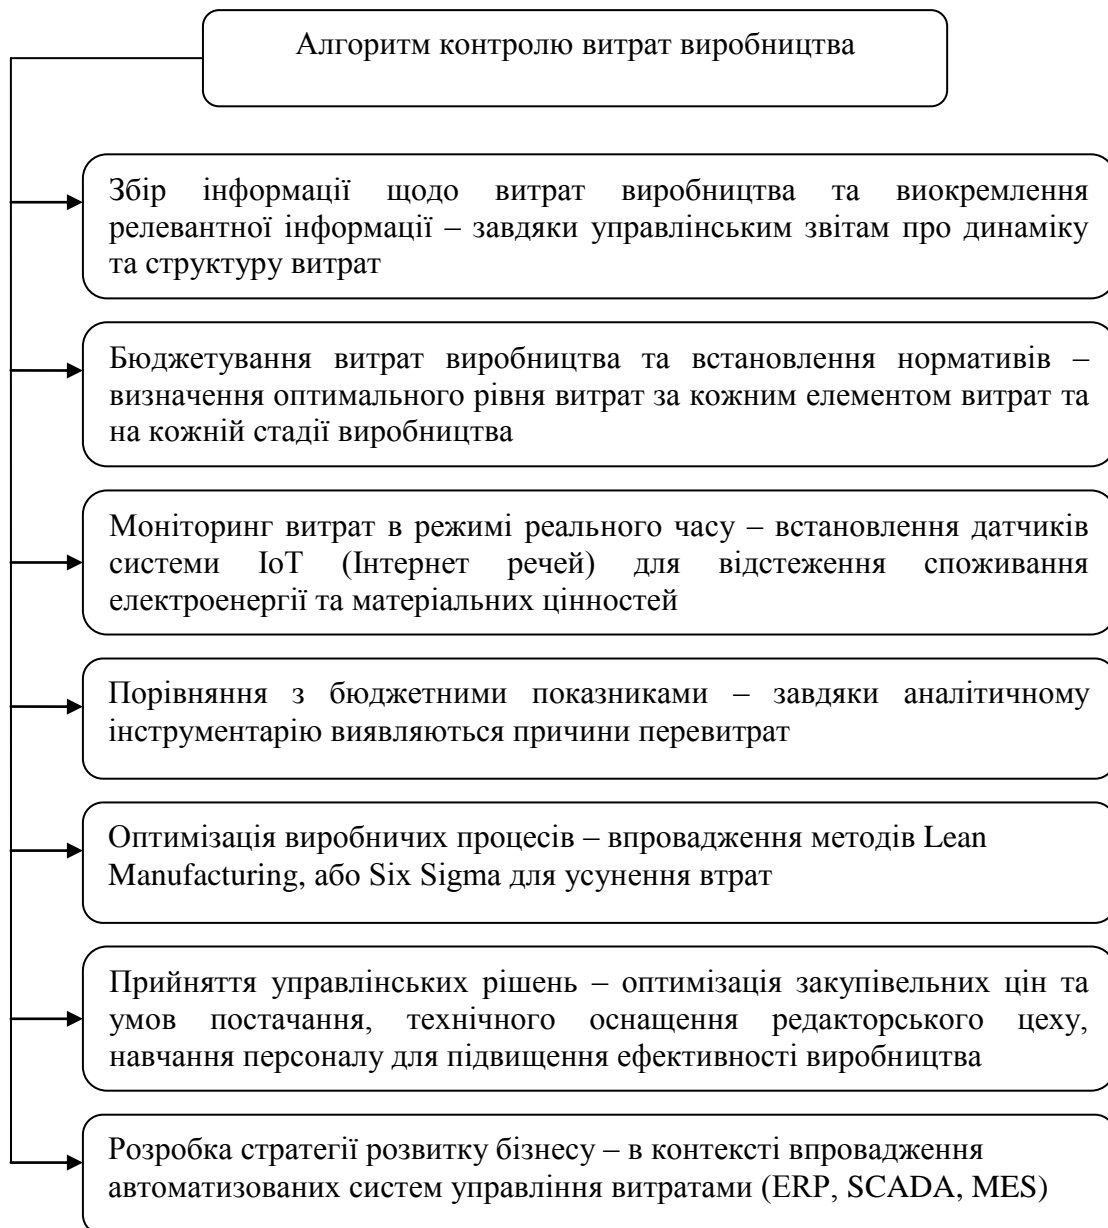 Алгоритм контролю витрат виробництва
Збір інформації щодо витрат виробництва та виокремлення
релевантної інформації – завдяки управлінським звітам про динаміку
та структуру витрат
Бюджетування витрат виробництва та встановлення нормативів –
визначення оптимального рівня витрат за кожним елементом витрат та
на кожній стадії виробництва
Моніторинг витрат в режимі реального часу – встановлення датчиків
системи IoT (Інтернет речей) для відстеження споживання
електроенергії та матеріальних цінностей
Порівняння з бюджетними показниками – завдяки аналітичному
інструментарію виявляються причини перевитрат
Оптимізація виробничих процесів – впровадження методів Lean
Manufacturing, або Six Sigma для усунення втрат
Прийняття управлінських рішень – оптимізація закупівельних цін та
умов постачання, технічного оснащення редакторського цеху,
навчання персоналу для підвищення ефективності виробництва
Розробка стратегії розвитку бізнесу – в контексті впровадження
автоматизованих систем управління витратами (ERP, SCADA, MES)